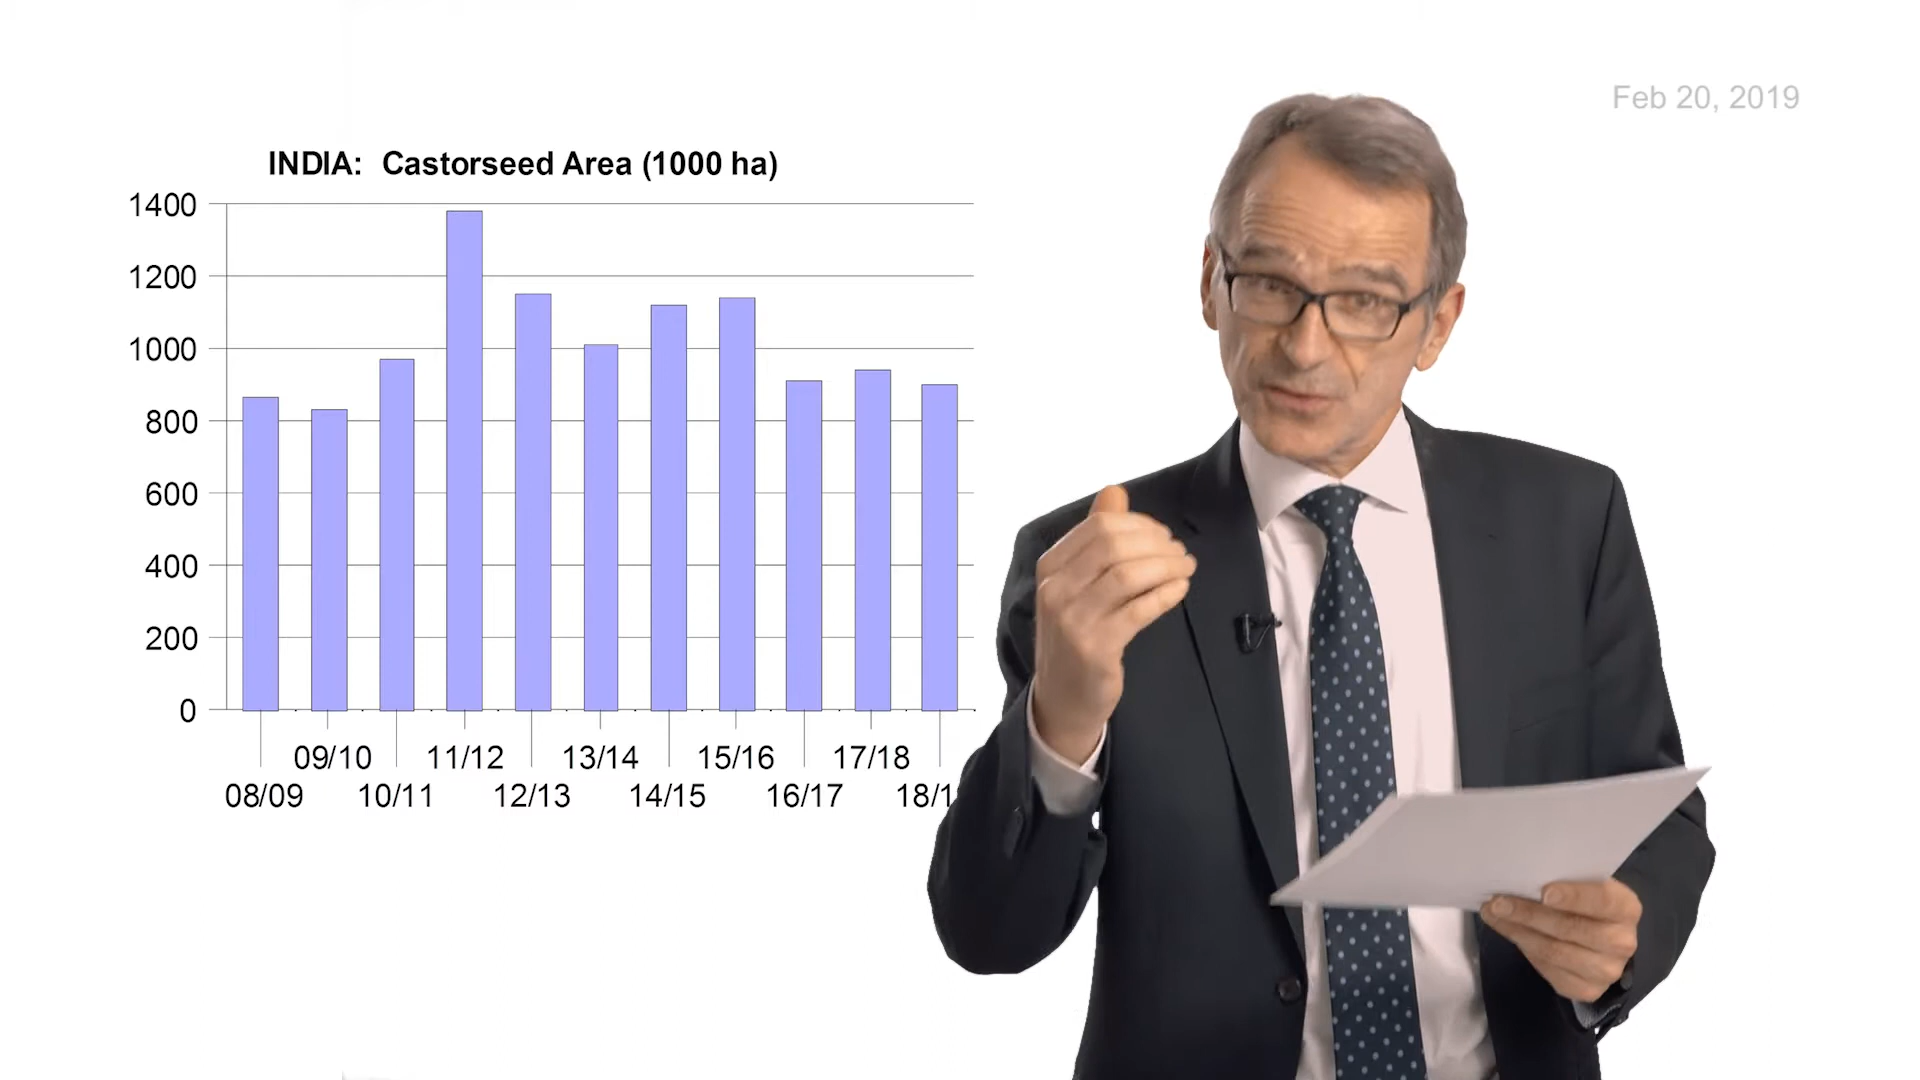 Feb 20, 2019
INDIA: Castorseed Area (1000 ha)
1400
1200
1000
800
600
400
200
0
09/10 11/12 13/14 15/16 17/18
08/09 10/11 12/13 14/15 16/17